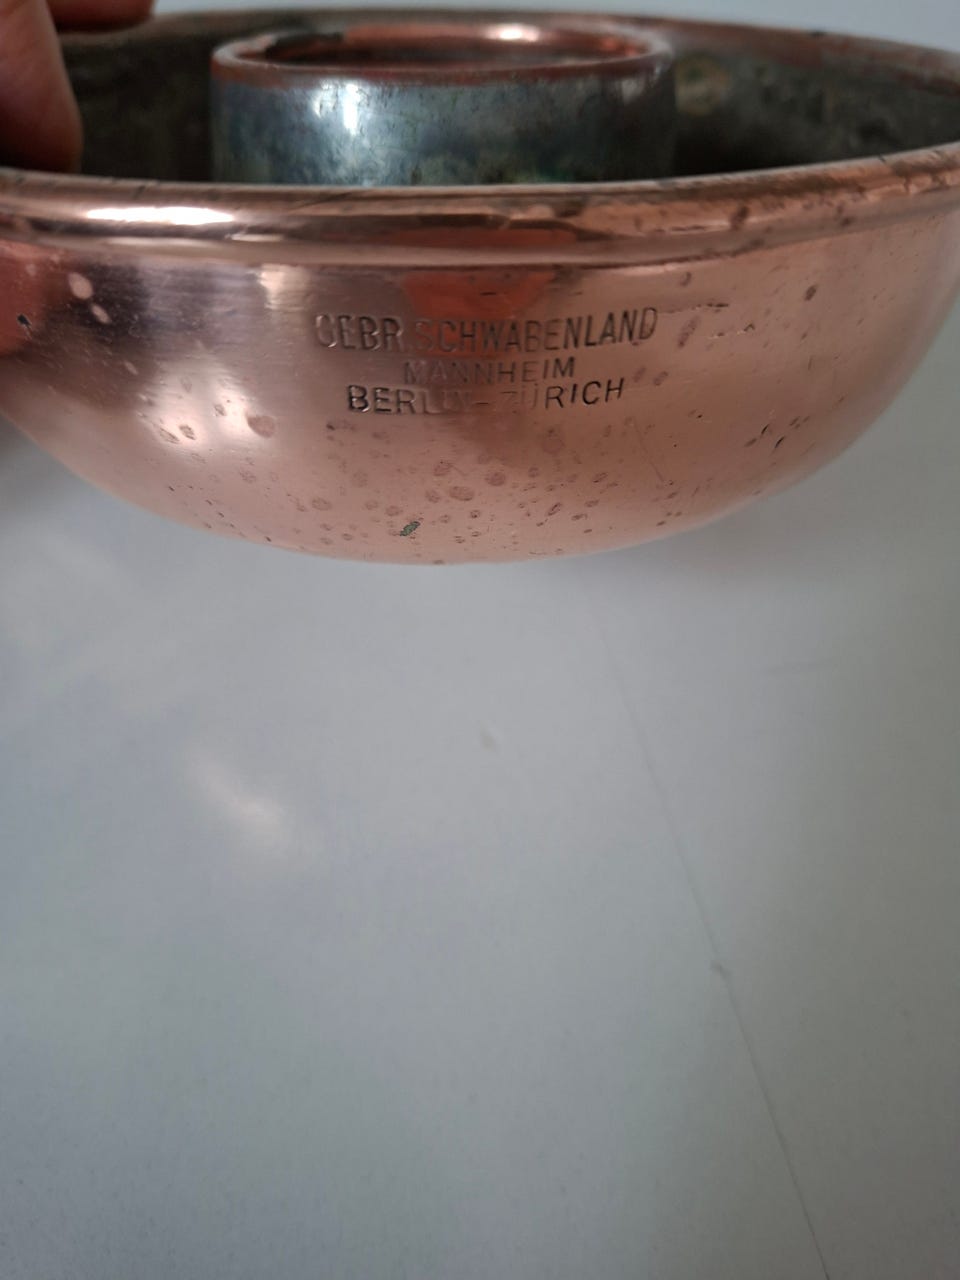 GEBR. SCHWABENLAND
MANNHEIM
BERLIN-ZÜRICH